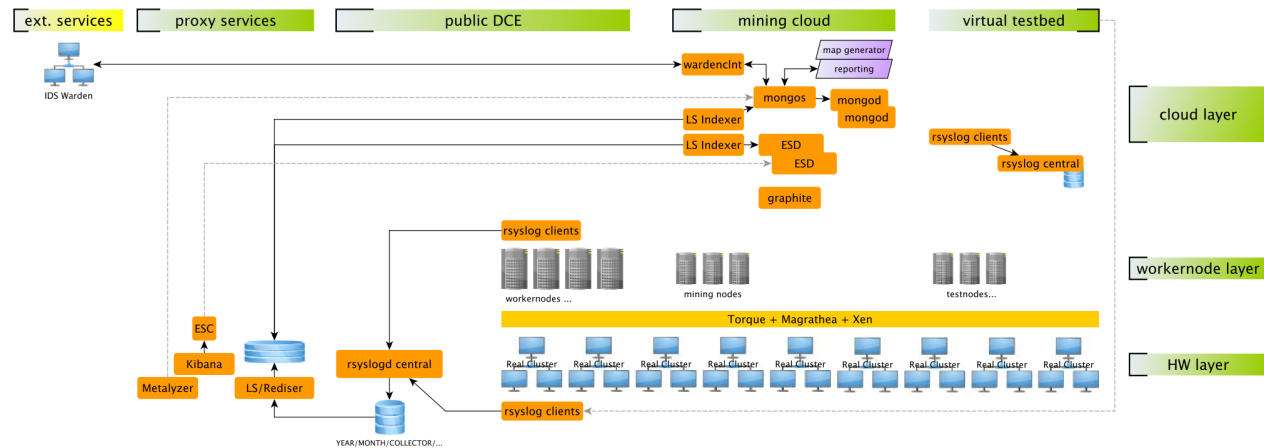 ext. services
proxy services
public DCE
mining cloud
virtual testbed
map generator
wardenclnt
reporting
IDS Warden
mongos
mongod
mongod
cloud layer
LS Indexer
rsyslog clients
LS Indexer
ESD
ESD
rsyslog central
graphite
rsyslog clients
workernode layer
workernodes ...
mining nodes
testnodes...
Torque + Magrathea + Xen
ESC
Kibana
rsyslogd central
Real Cluster
Real Cluster
Real Cluster
Real Cluster
Real Cluster
Real Cluster
Real Cluster
Real Cluster
Real Cluster
HW layer
Metalyzer
LS/Rediser
rsyslog clients
YEAR/MONTH/COLLECTOR/...